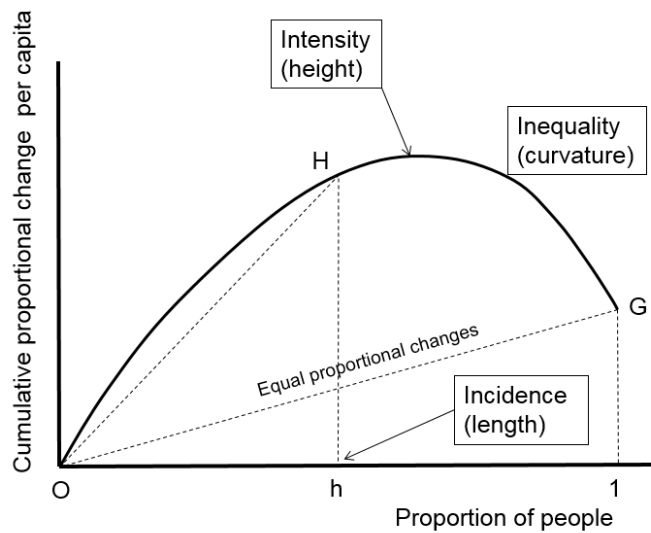 Intensity
(height)
Inequality
(curvature)
H
G
Equal proportional changes
Incidence
(length)
Cumulative proportional change per capita
O
h
1
Proportion of people